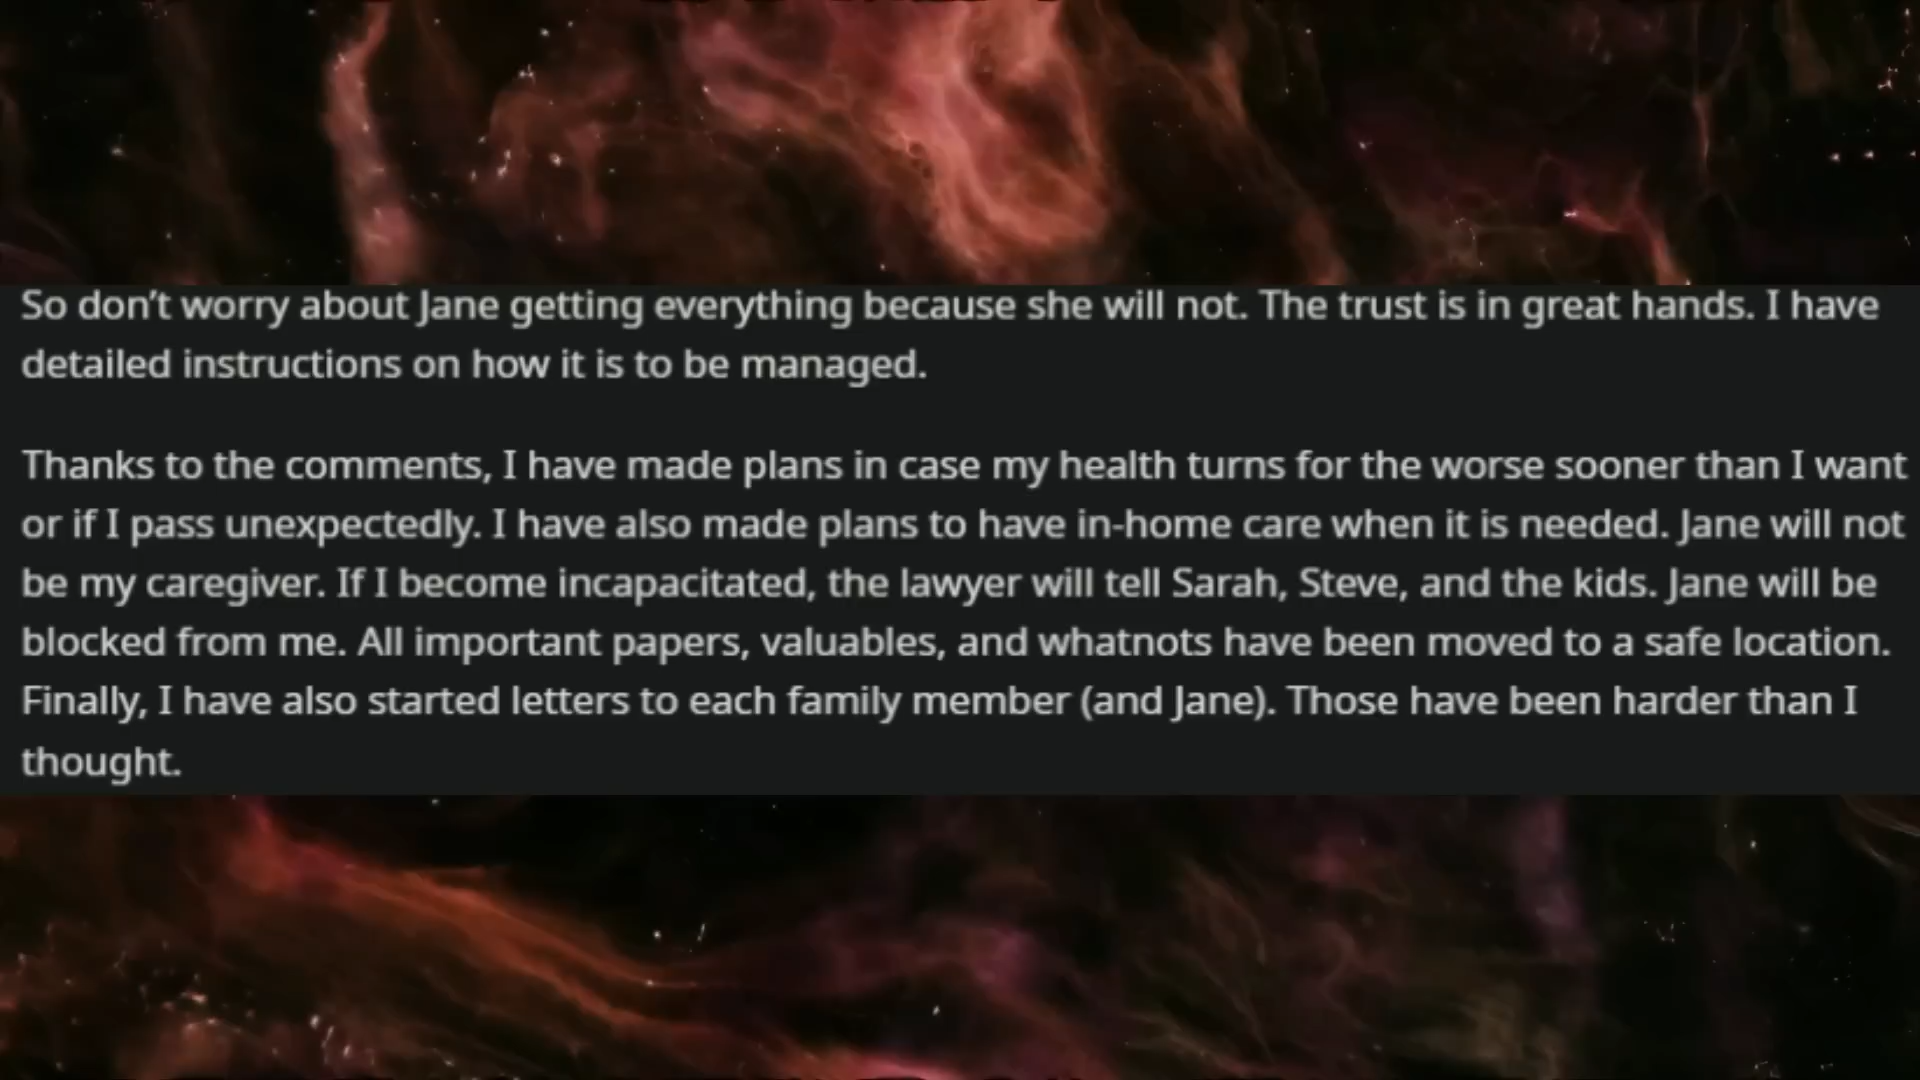 So don’t worry about Jane getting everything because she will not. The trust is in great hands. I have
detailed instructions on how it is to be managed.
Thanks to the comments, I have made plans in case my health turns for the worse sooner than I want
or if I pass unexpectedly. I have also made plans to have in-home care when it is needed. Jane will not
be my caregiver. If I become incapacitated, the lawyer will tell Sarah, Steve, and the kids. Jane will be
blocked from me. All important papers, valuables, and whatnots have been moved to a safe location.
Finally, I have also started letters to each family member (and Jane). Those have been harder than I
thought.